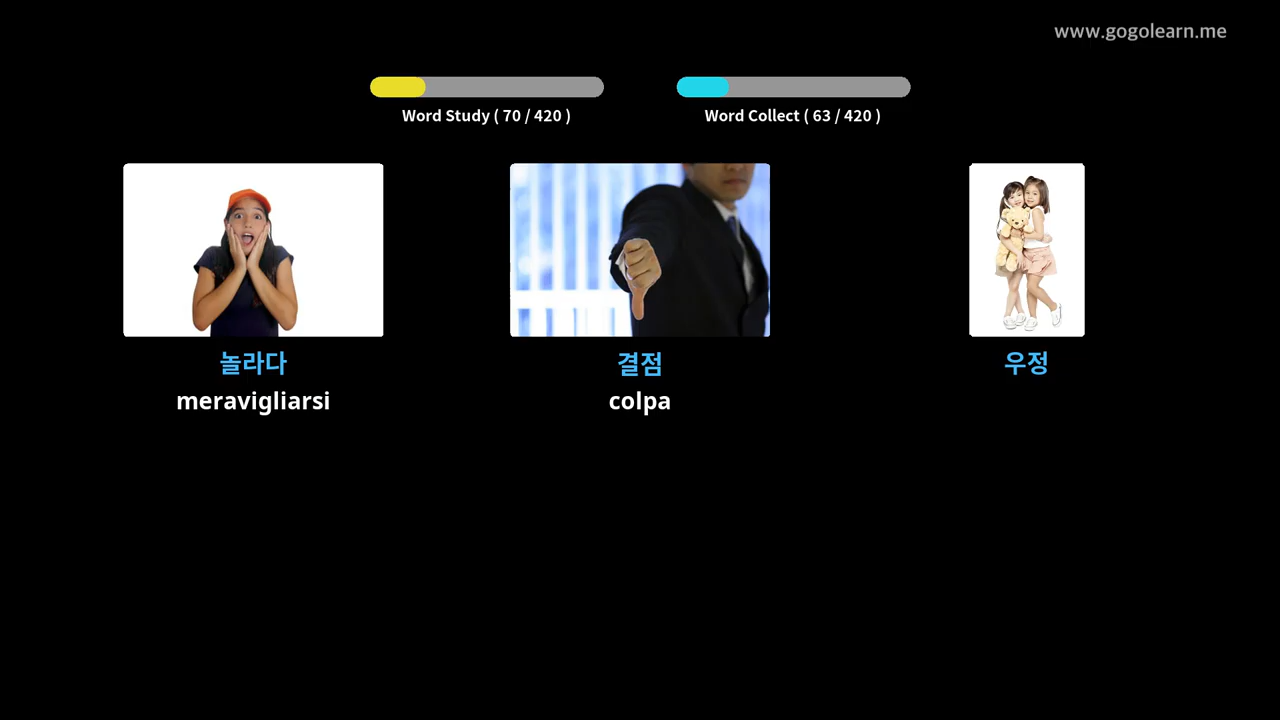 www.gogolearn.me
Word Study ( 70 / 420 )
Word Collect ( 63 / 420 )
놀라다
결점
우정
meravigliarsi
colpa